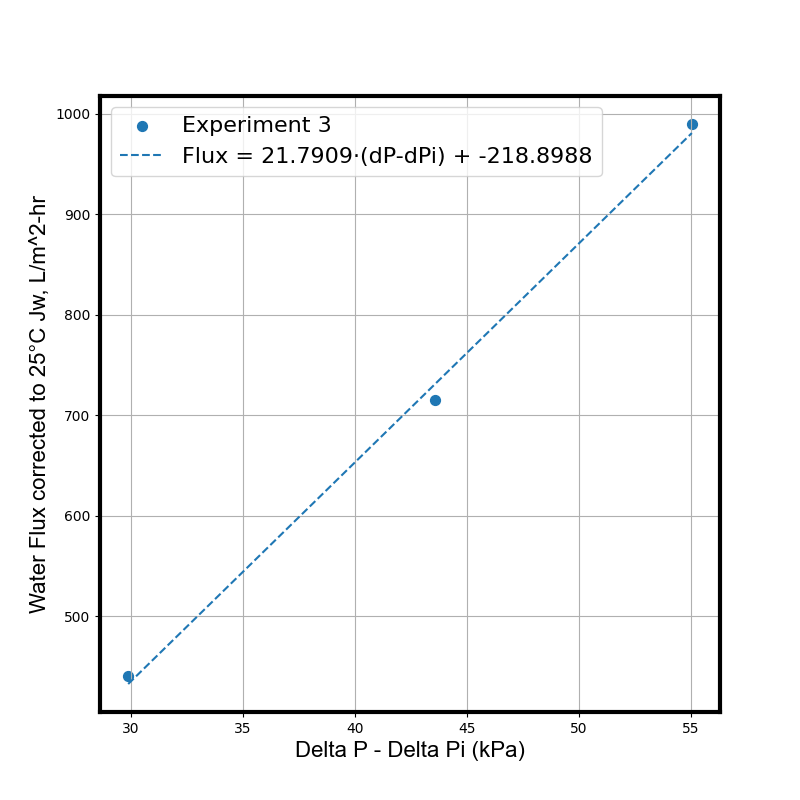 Experiment 3
Flux = 21.7909·(dP-dPi) + -218.8988
1000
900
800
700
600
500
Water Flux corrected to 25°C Jw, L/m^2-hr
30 35 40 45 50 55
Delta P - Delta Pi (kPa)